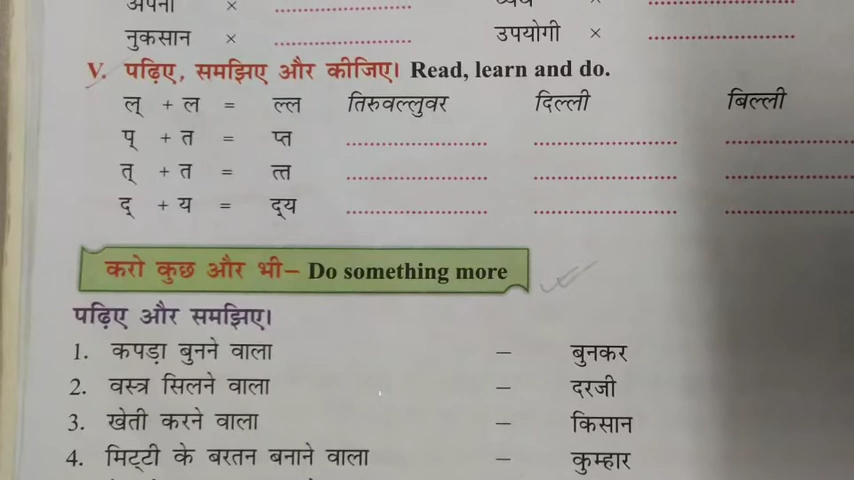 अपना ×
नुकसान × उपयोगी ×
V. पढ़िए, समझिए और कीजिए। Read, learn and do.
ल् + ल = ल्ल तिरुवल्लुवर दिल्ली बिल्ली
प् + त = प्त
त् + त = त्त
द् + य = द्य
करो कुछ और भी– Do something more
पढ़िए और समझिए।
1. कपड़ा बुनने वाला – बुनकर
2. वस्त्र सिलने वाला – दरजी
3. खेती करने वाला – किसान
4. मिट्टी के बरतन बनाने वाला – कुम्हार